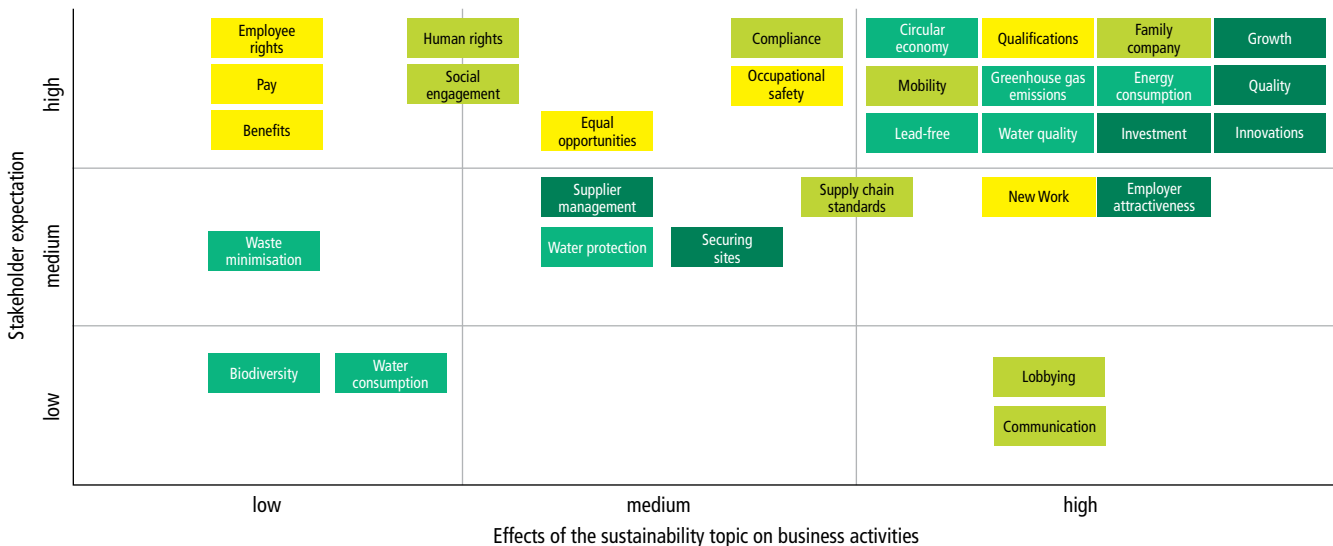 Stakeholder expectation
high
medium
low
Employee
rights
Human rights
Compliance
Circular
economy
Qualifications
Family
company
Growth
Pay
Social
engagement
Occupational
safety
Mobility
Greenhouse gas
emissions
Energy
consumption
Quality
Benefits
Equal
opportunities
Lead-free
Water quality
Investment
Innovations
Supplier
management
Supply chain
standards
New Work
Employer
attractiveness
Waste
minimisation
Water protection
Securing
sites
Biodiversity
Water
consumption
Lobbying
Communication
low
medium
high
Effects of the sustainability topic on business activities